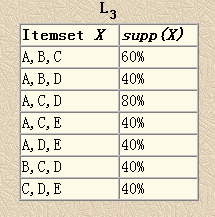 L3
Itemset X supp(X)
A,B,C 60%
A,B,D 40%
A,C,D 80%
A,C,E 40%
A,D,E 40%
B,C,D 40%
C,D,E 40%